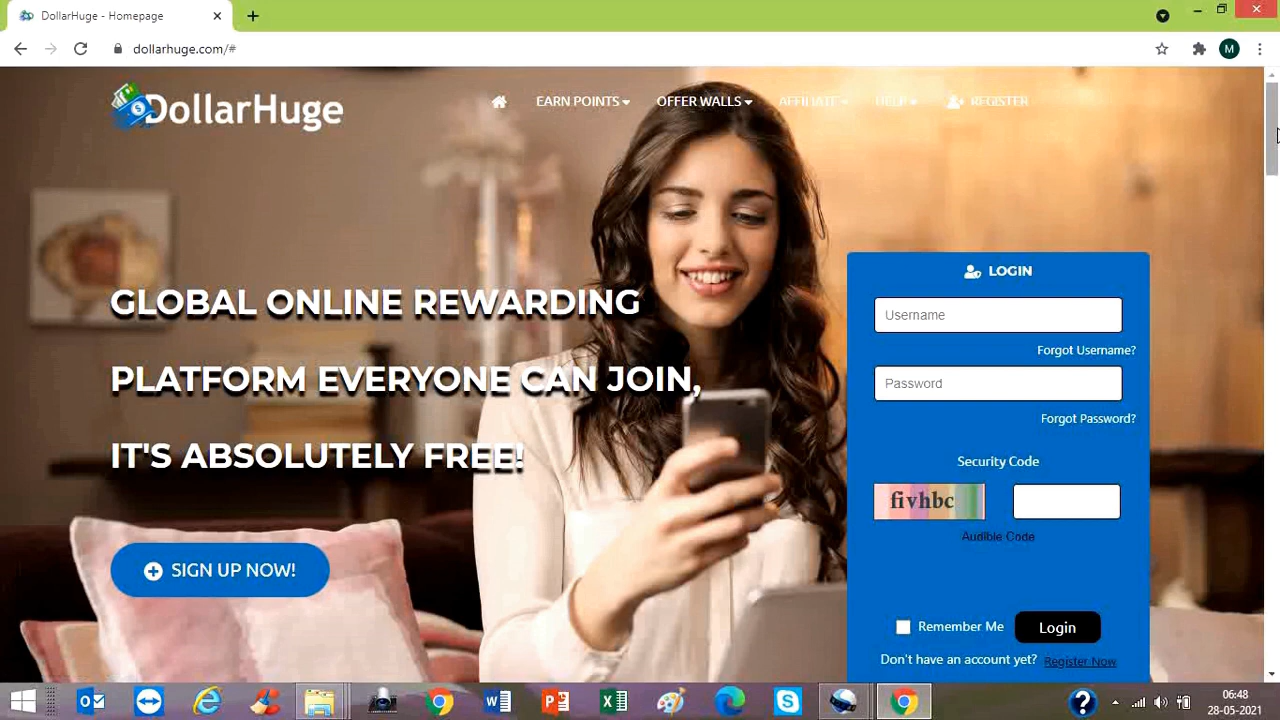 DollarHuge - Homepage
dollarhuge.com/#
M
DollarHuge
EARN POINTS
OFFER WALLS
AFFILIATE
HELP
REGISTER
GLOBAL ONLINE REWARDING
PLATFORM EVERYONE CAN JOIN,
IT'S ABSOLUTELY FREE!
SIGN UP NOW!
LOGIN
Username
Forgot Username?
Password
Forgot Password?
Security Code
fivhbc
Audible Code
Remember Me
Login
Don't have an account yet? Register Now
06:48
28-05-2021